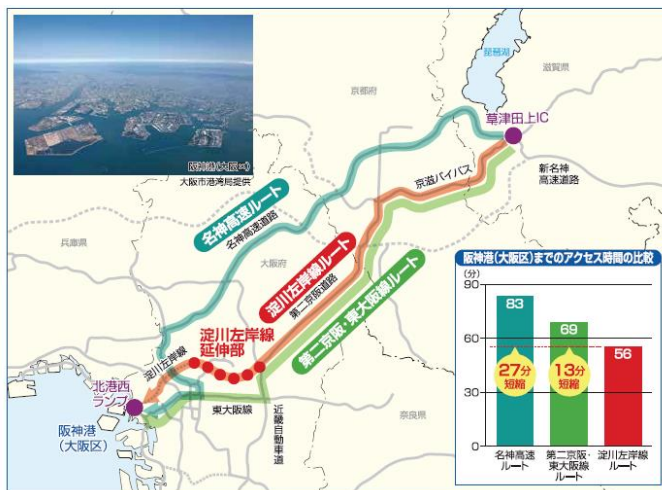 阪神港(大阪区)
大阪市港湾局提供
琵琶湖
滋賀県
京都府
草津田上IC
新名神
高速道路
京滋バイパス
名神高速ルート
名神高速道路
兵庫県
大阪府
淀川左岸線ルート
第二京阪道路
第二京阪・東大阪線ルート
淀川左岸線
延伸部
淀川左岸線
北港西
ランプ
阪神港
(大阪区)
東大阪線
近畿自動車道
奈良県
阪神港(大阪区)までのアクセス時間の比較
(分)
90
60
30
0
83
69
56
27分
短縮
13分
短縮
名神高速
ルート
第二京阪・
東大阪線
ルート
淀川左岸線
ルート